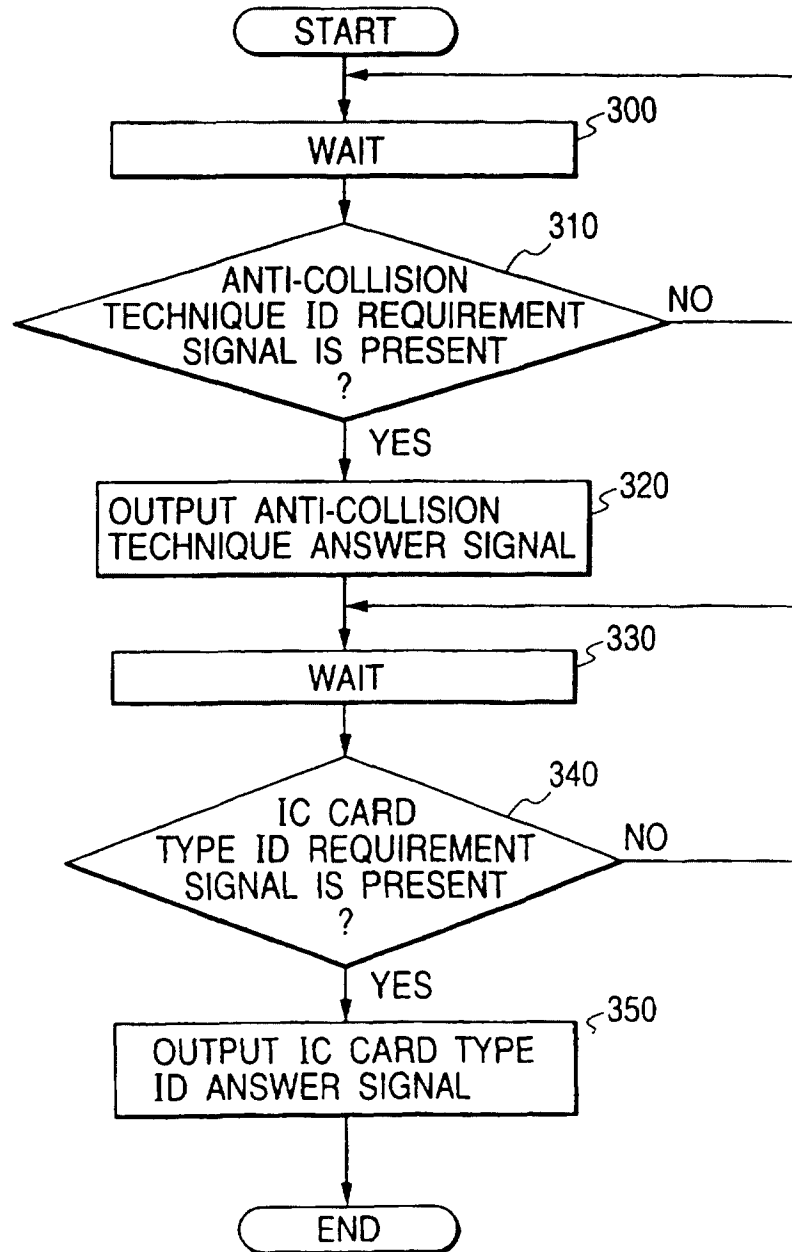 START
300
WAIT
310
ANTI-COLLISION
TECHNIQUE ID REQUIREMENT
SIGNAL IS PRESENT
?
NO
YES
320
OUTPUT ANTI-COLLISION
TECHNIQUE ANSWER SIGNAL
330
WAIT
340
IC CARD
TYPE ID REQUIREMENT
SIGNAL IS PRESENT
?
NO
YES
350
OUTPUT IC CARD TYPE
ID ANSWER SIGNAL
END